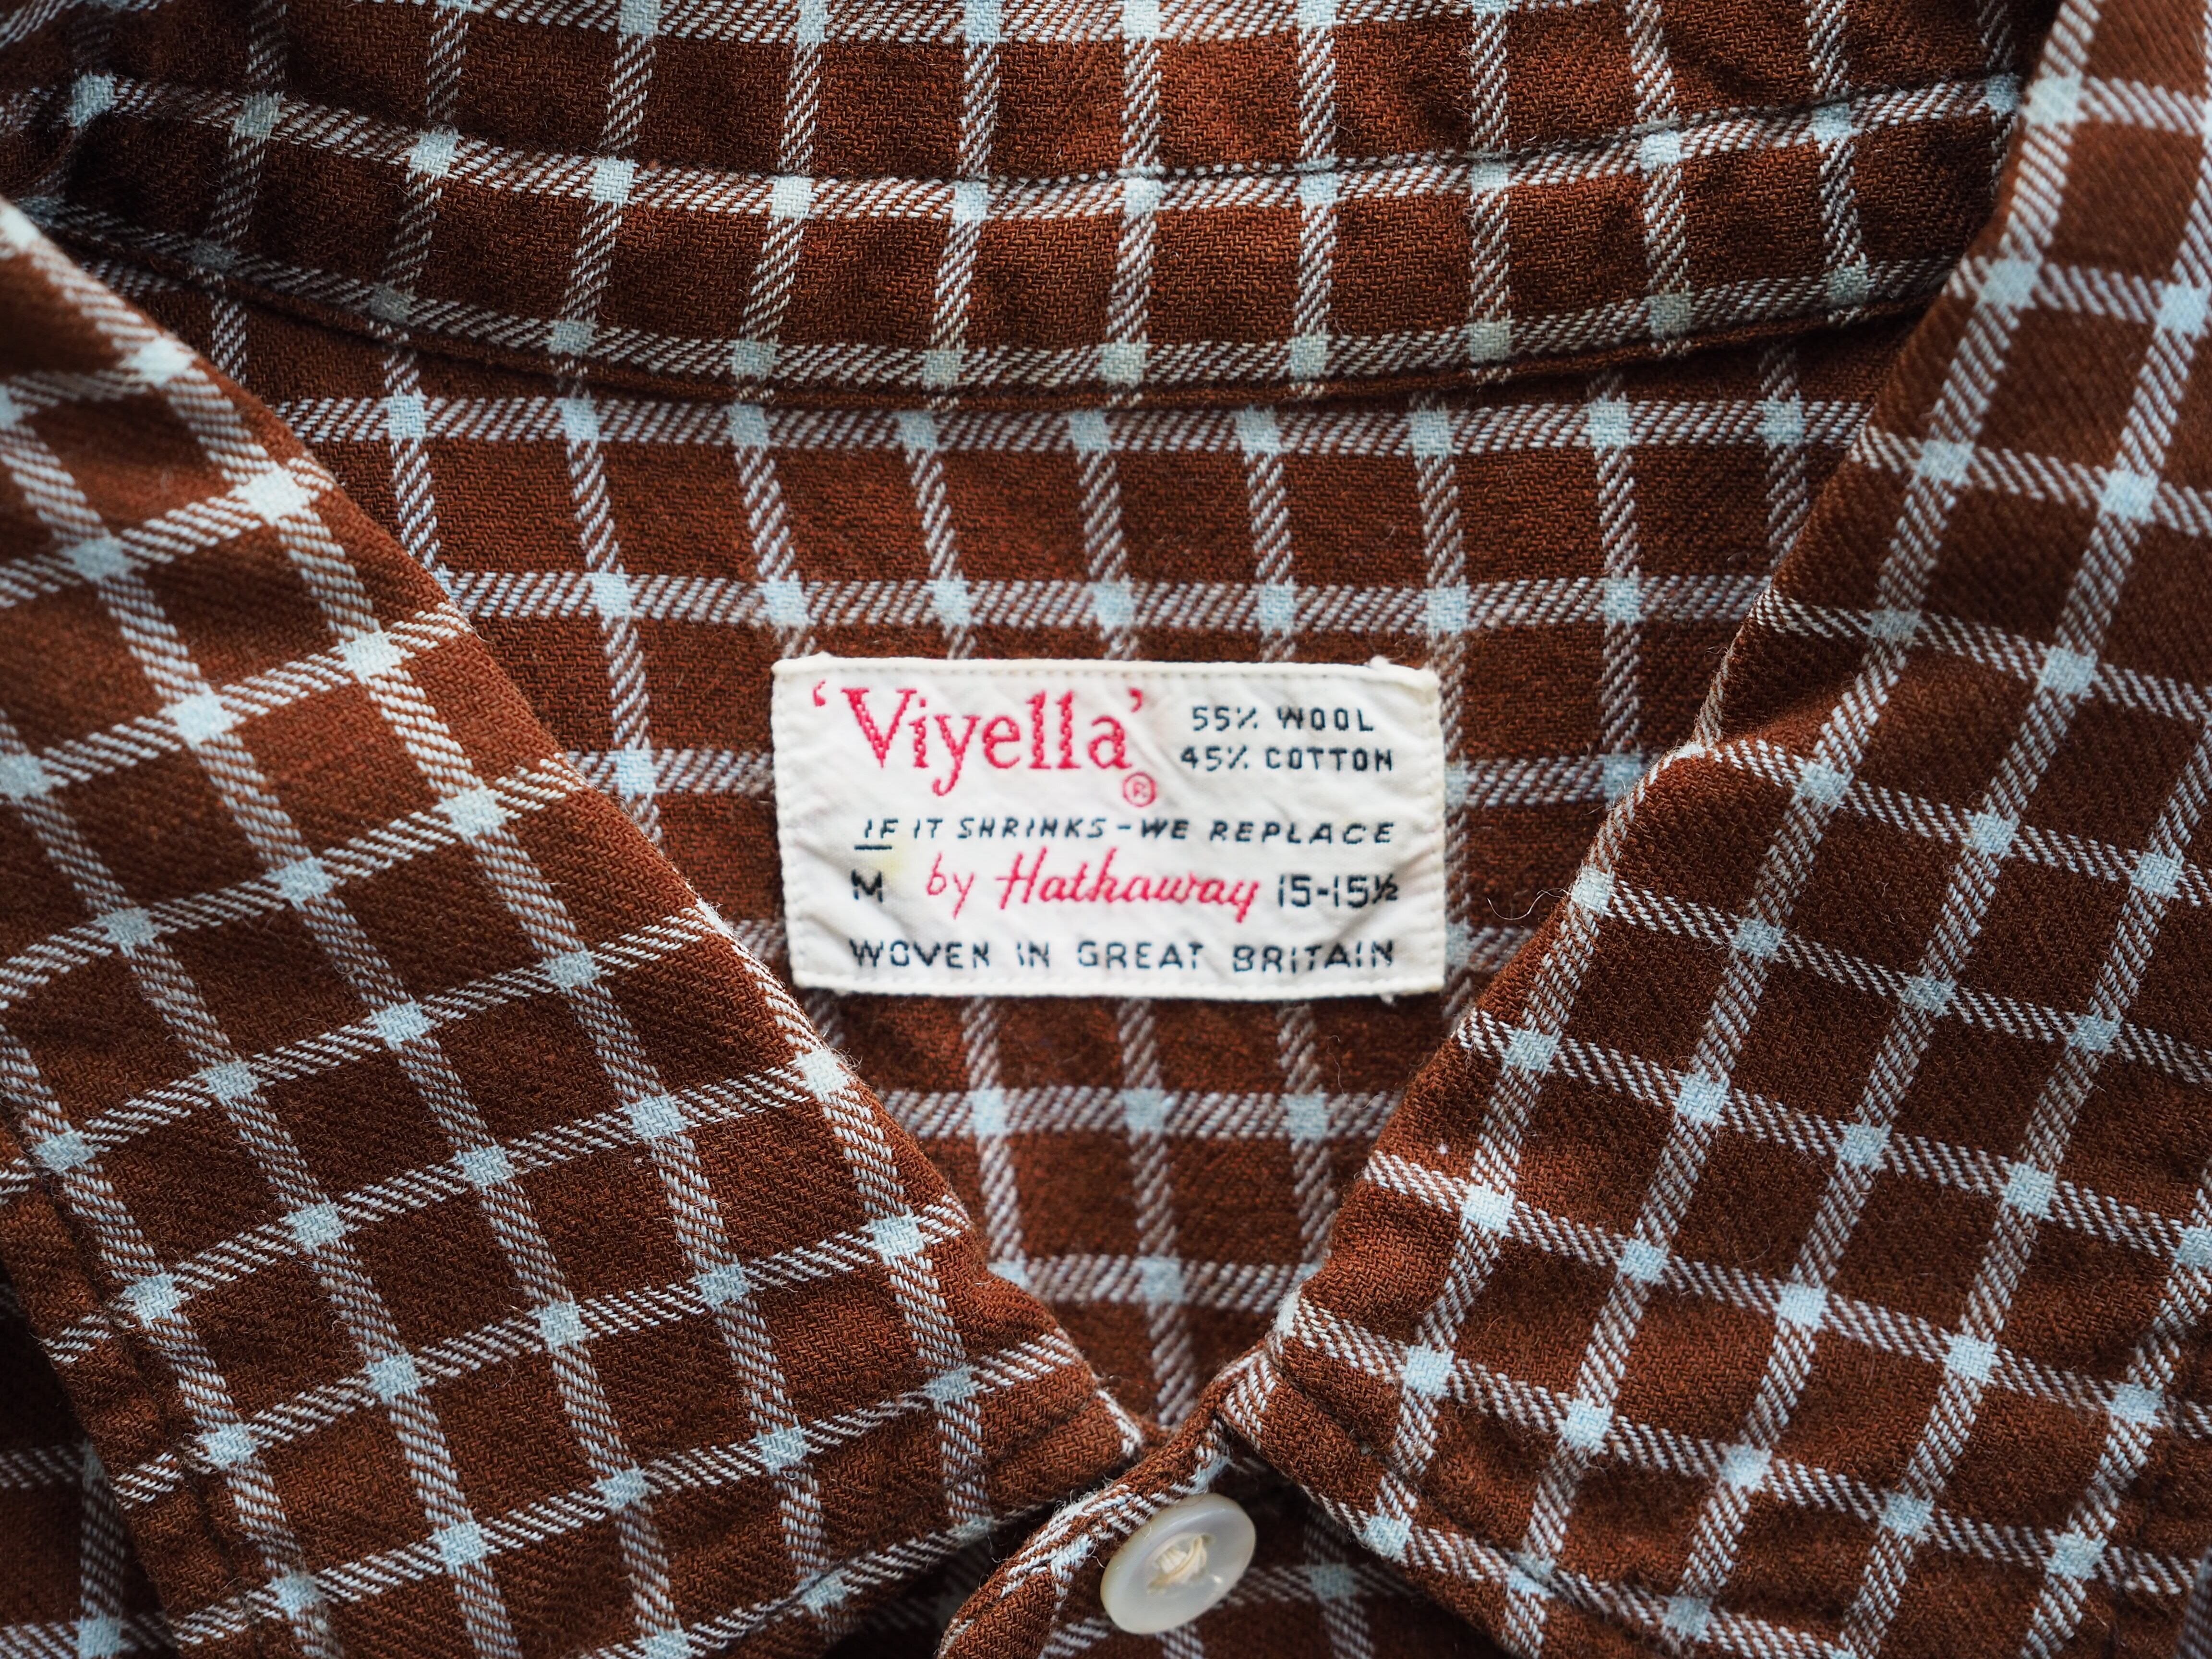 ‘Viyella’® 55% WOOL
45% COTTON
IF IT SHRINKS-WE REPLACE
M by Hathaway 15-15½
WOVEN IN GREAT BRITAIN